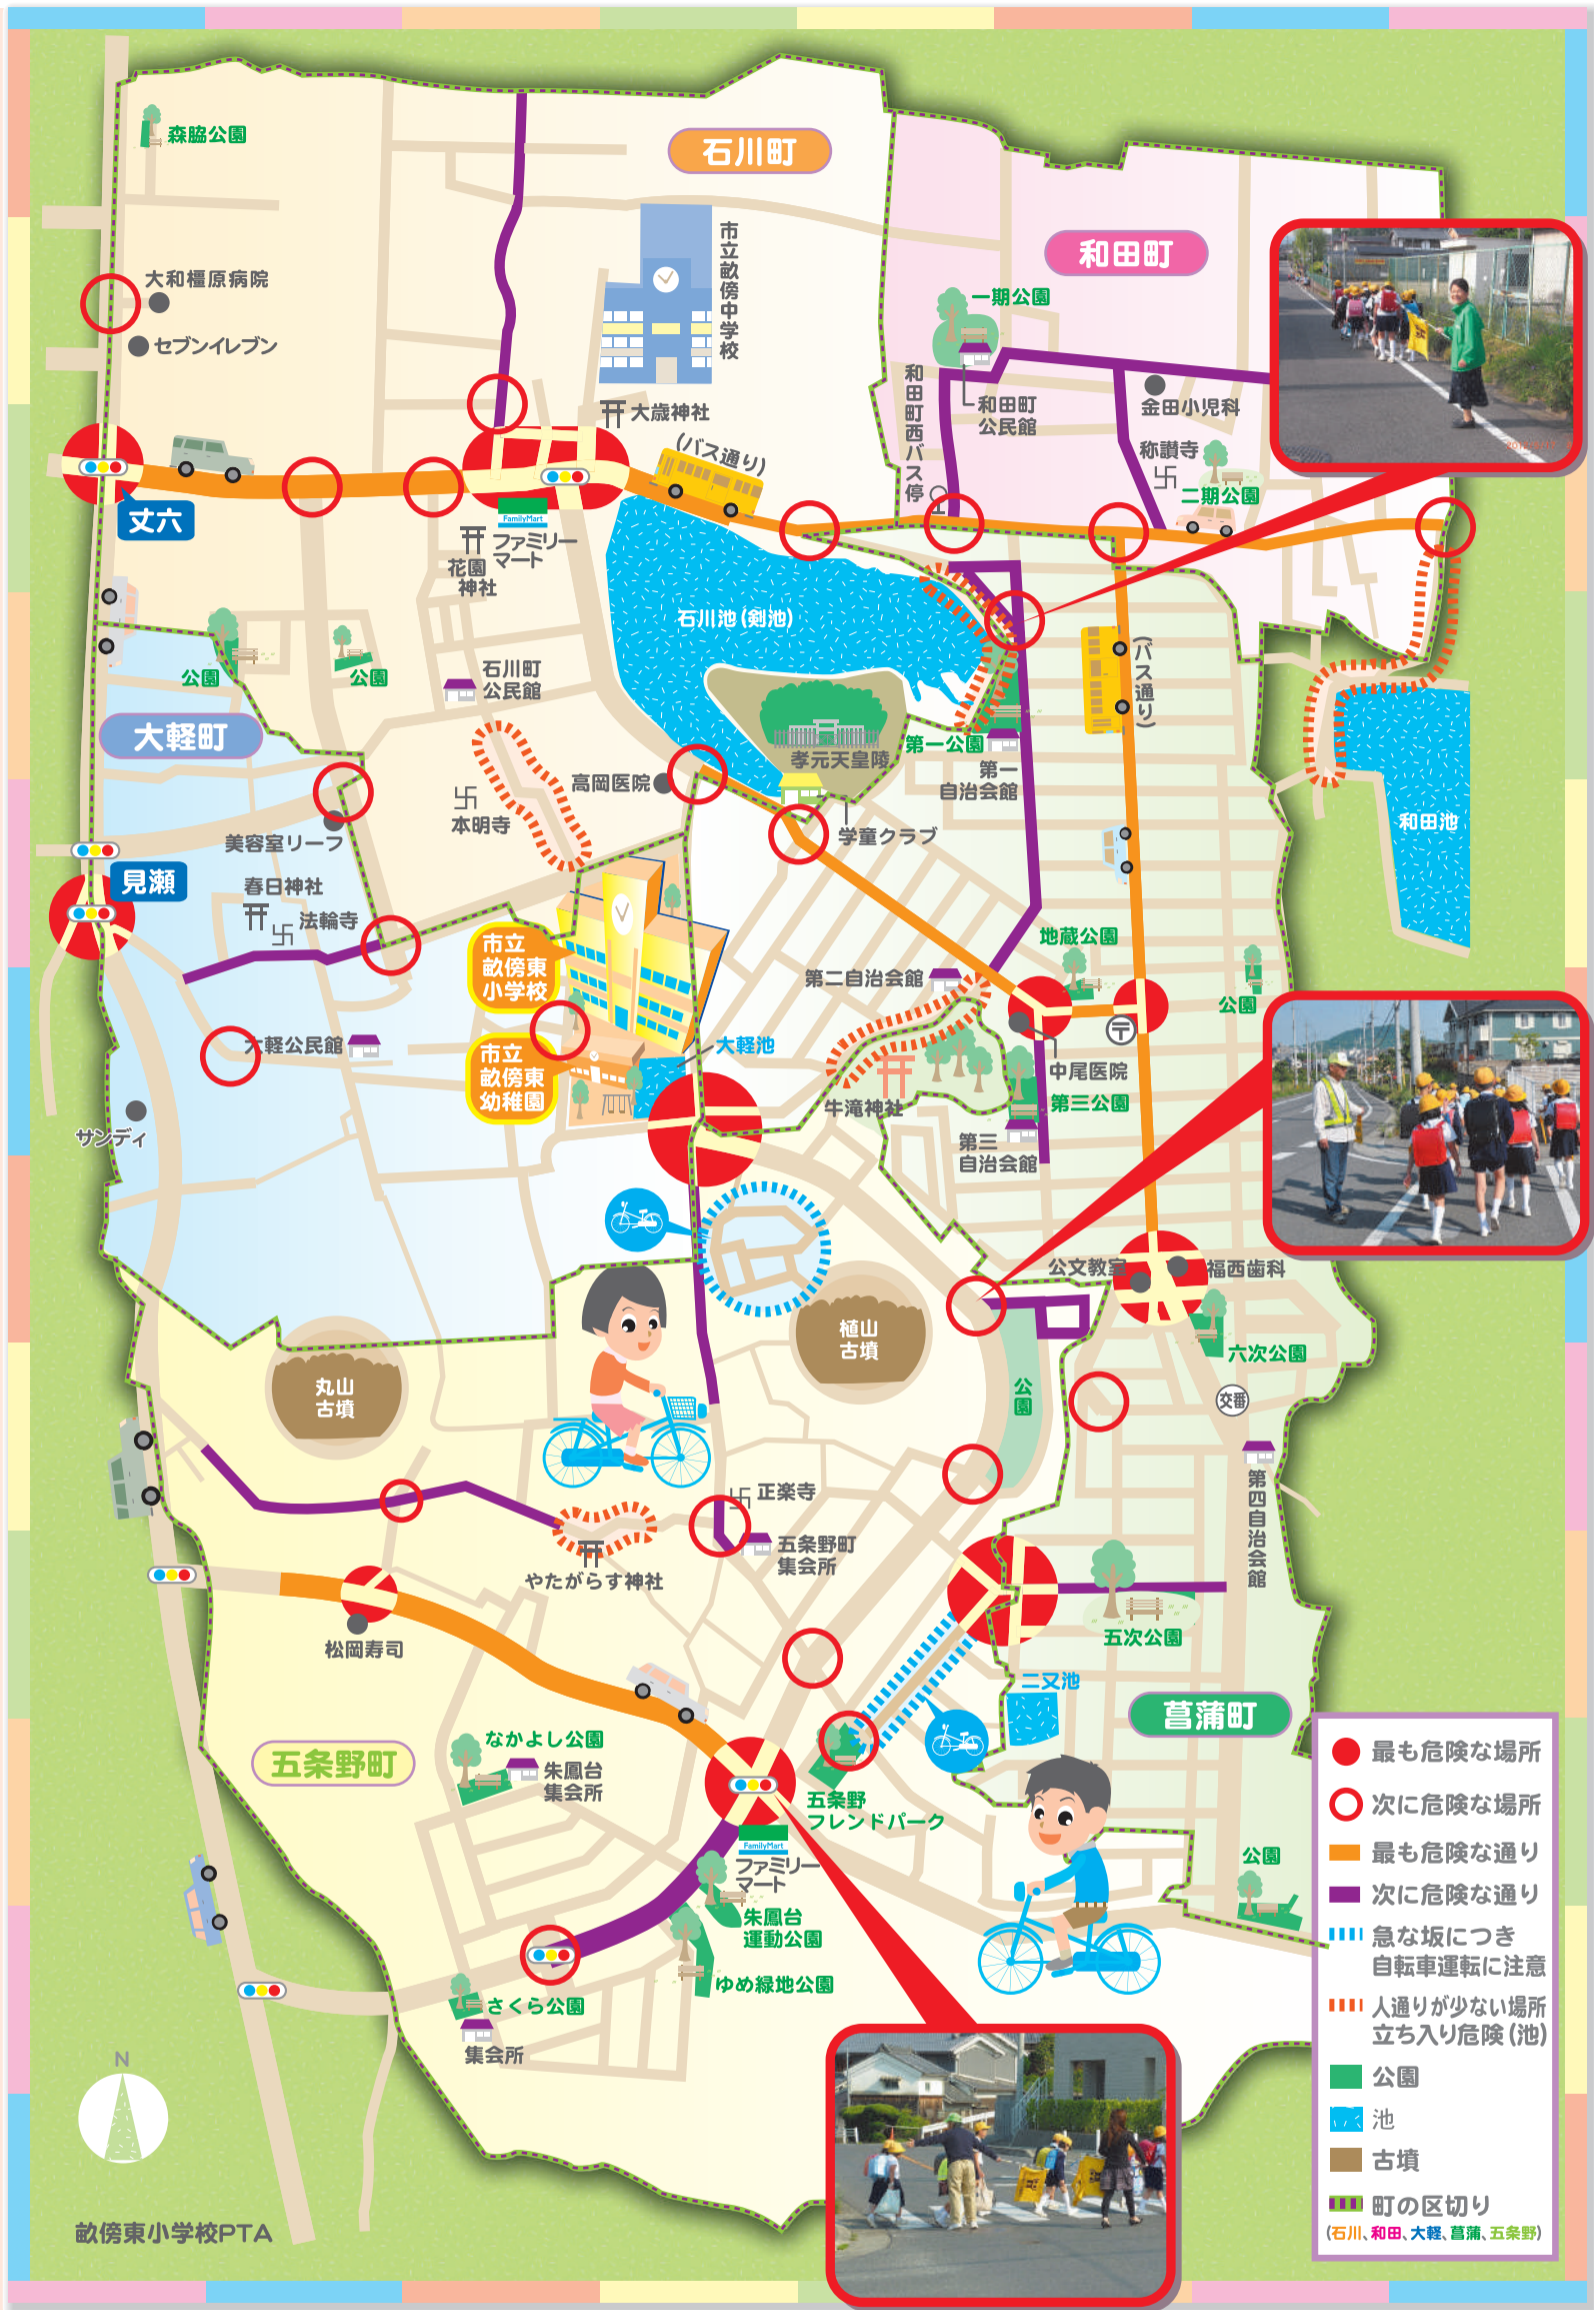 森脇公園
石川町
市立畝傍中学校
和田町
大和橿原病院
セブンイレブン
一期公園
和田町西バス停
和田町
公民館
金田小児科
称讃寺
二期公園
大歳神社
(バス通り)
丈六
FamilyMart
ファミリー
マート
花園
神社
石川池(剣池)
(バス通り)
公園
公園
石川町
公民館
大軽町
孝元天皇陵
第一公園
第一
自治会館
高岡医院
本明寺
美容室リーフ
学童クラブ
和田池
見瀬
春日神社
法輪寺
市立
畝傍東
小学校
地蔵公園
第二自治会館
公園
大軽公民館
市立
畝傍東
幼稚園
大軽池
〒
中尾医院
第三公園
牛滝神社
第三
自治会館
サンディ
公文教室
福西歯科
植山
古墳
六次公園
丸山
古墳
公園
交番
第四自治会館
正楽寺
五条野町
集会所
やたがらす神社
松岡寿司
五次公園
二又池
菖蒲町
五条野町
なかよし公園
朱鳳台
集会所
五条野
フレンドパーク
FamilyMart
ファミリー
マート
朱鳳台
運動公園
ゆめ緑地公園
公園
さくら公園
集会所
N
畝傍東小学校PTA
最も危険な場所
次に危険な場所
最も危険な通り
次に危険な通り
急な坂につき
自転車運転に注意
人通りが少ない場所
立ち入り危険(池)
公園
池
古墳
町の区切り
(石川、和田、大軽、菖蒲、五条野)